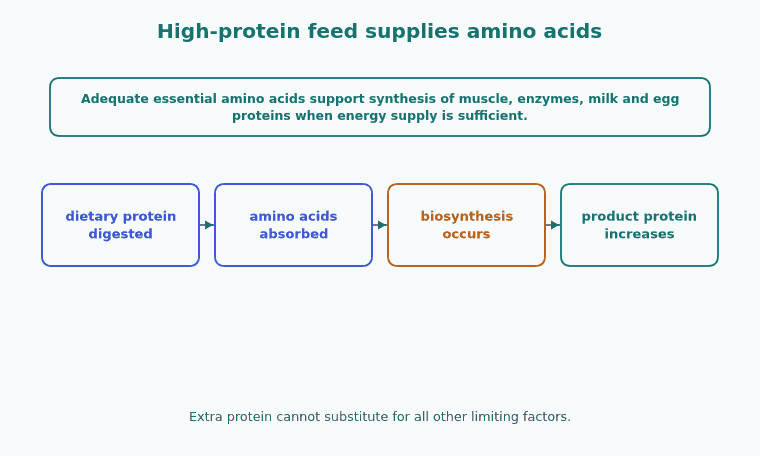 High-protein feed supplies amino acids
Adequate essential amino acids support synthesis of muscle, enzymes, milk and egg
proteins when energy supply is sufficient.
dietary protein
digested
amino acids
absorbed
biosynthesis
occurs
product protein
increases
Extra protein cannot substitute for all other limiting factors.